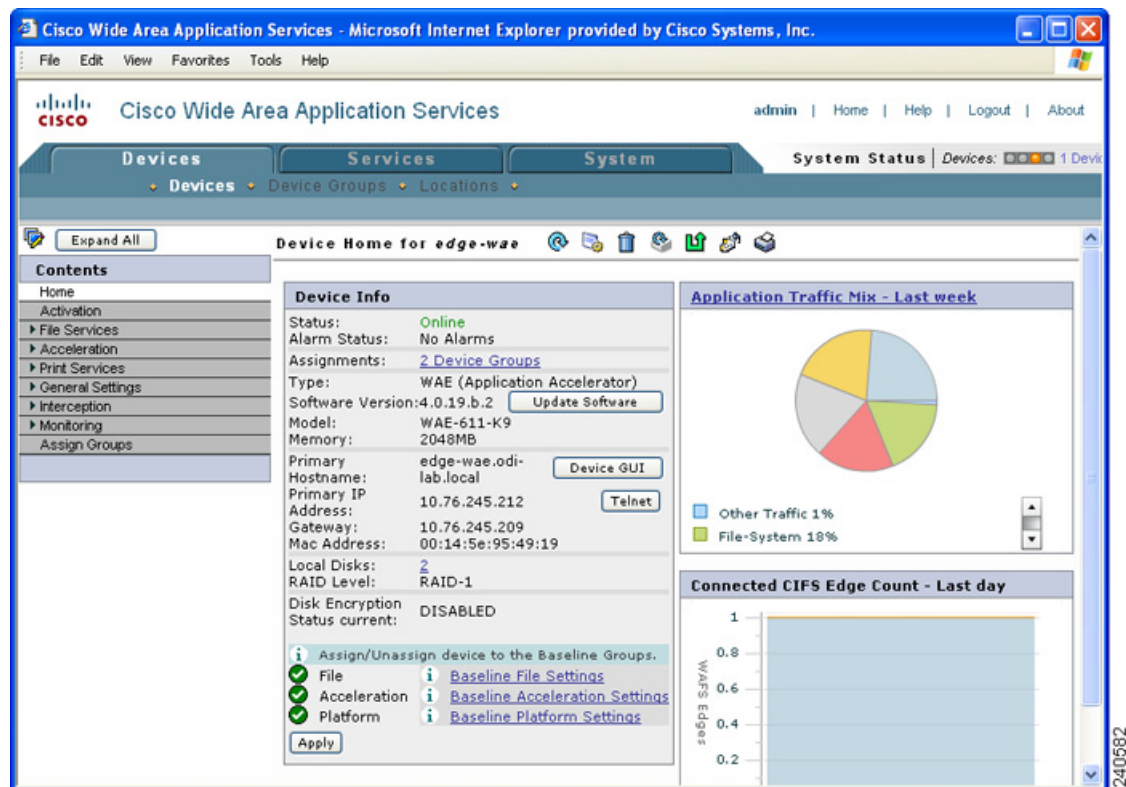 Cisco Wide Area Application Services - Microsoft Internet Explorer provided by Cisco Systems, Inc.
File Edit View Favorites Tools Help
CISCO
Cisco Wide Area Application Services
admin | Home | Help | Logout | About
Devices Services System
System Status | Devices: 1 Devic
Devices Device Groups Locations
Expand All
Device Home for edge-wae
Contents
Home
Activation
File Services
Acceleration
Print Services
General Settings
Interception
Monitoring
Assign Groups
Device Info
Status: Online
Alarm Status: No Alarms
Assignments: 2 Device Groups
Type: WAE (Application Accelerator)
Software Version:4.0.19.b.2 Update Software
Model: WAE-611-K9
Memory: 2048MB
Primary Hostname: edge-wae.odi-lab.local Device GUI
Primary IP Address: 10.76.245.212 Telnet
Gateway: 10.76.245.209
Mac Address: 00:14:5e:95:49:19
Local Disks: 2
RAID Level: RAID-1
Disk Encryption Status current: DISABLED
i Assign/Unassign device to the Baseline Groups.
File i Baseline File Settings
Acceleration i Baseline Acceleration Settings
Platform i Baseline Platform Settings
Apply
Application Traffic Mix - Last week
Other Traffic 1%
File-System 18%
Connected CIFS Edge Count - Last day
1
0.8
0.6
0.4
0.2
WAFS Edges
240582